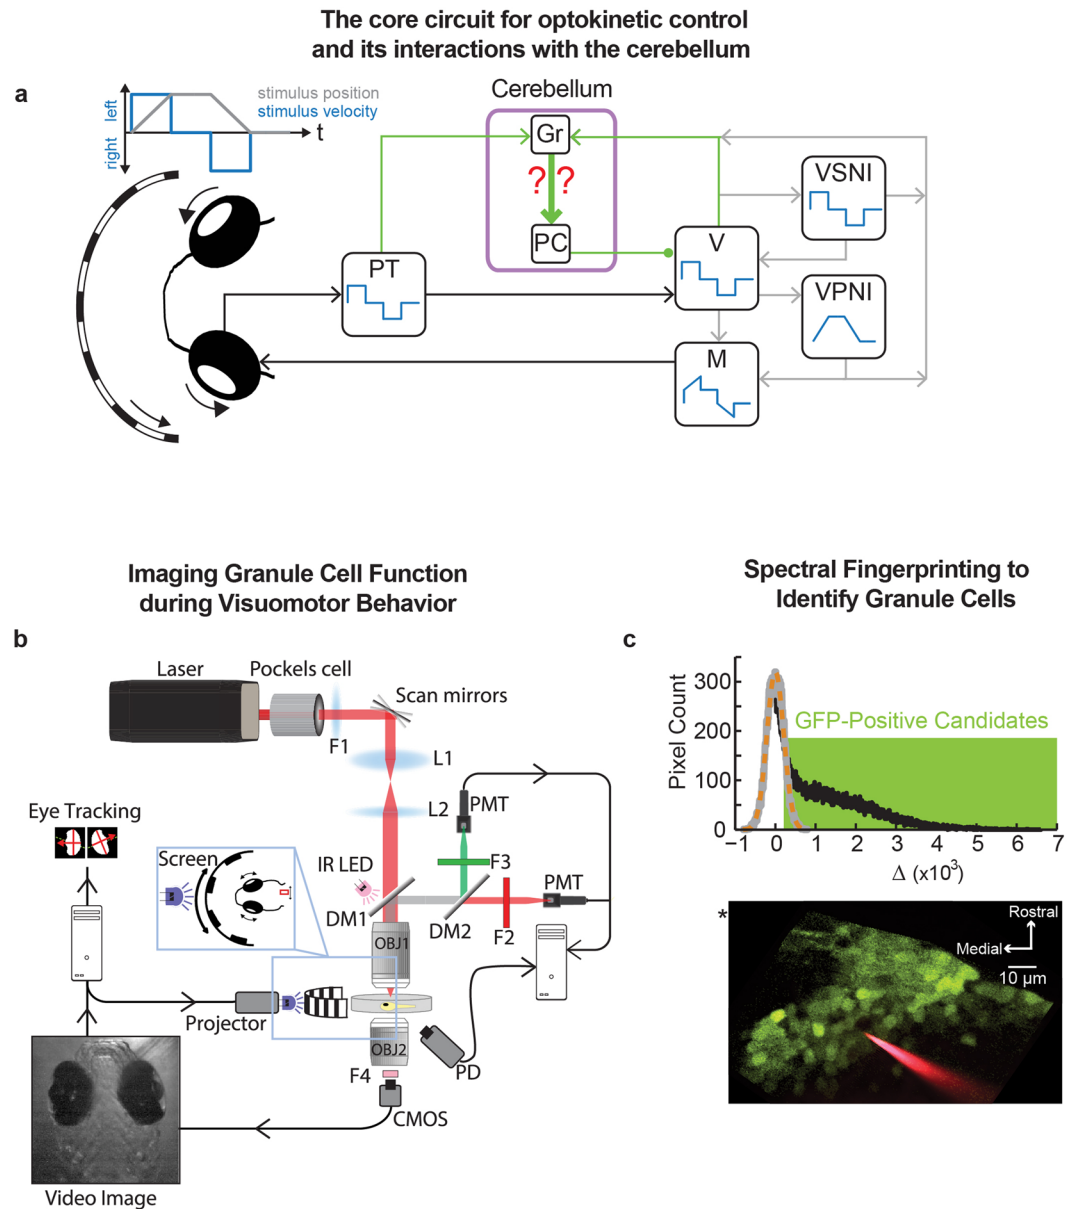 The core circuit for optokinetic control
and its interactions with the cerebellum
a
left
right
stimulus position
stimulus velocity
t
Cerebellum
Gr
? ?
PC
PT
V
VSNI
VPNI
M
Imaging Granule Cell Function
during Visuomotor Behavior
b
Laser
Pockels cell
Scan mirrors
F1
L1
L2
PMT
Eye Tracking
Screen
IR LED
F3
PMT
DM1
DM2
F2
OBJ1
Projector
OBJ2
PD
F4
CMOS
Video Image
Spectral Fingerprinting to
Identify Granule Cells
c
Pixel Count
300
200
100
0
GFP-Positive Candidates
−1 0 1 2 3 4 5 6 7
Δ (x10³)
*
Rostral
Medial
10 µm